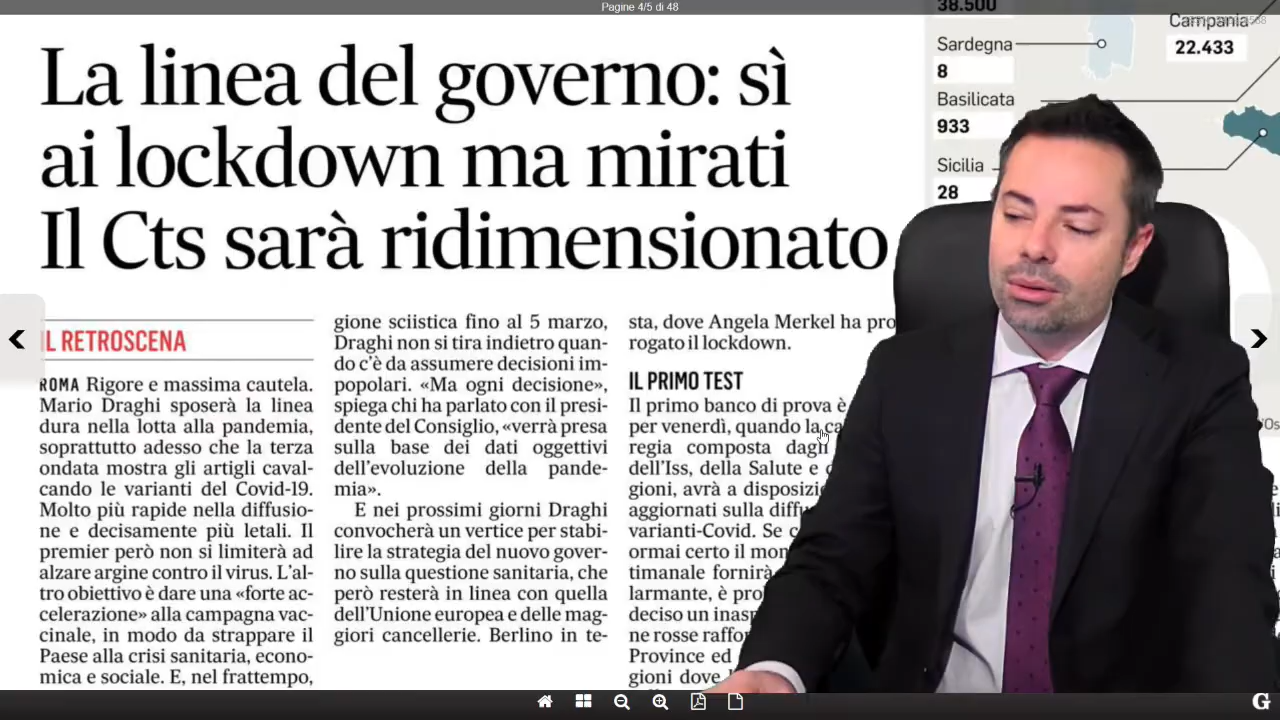 Pagine 4/5 di 48
La linea del governo: sì
ai lockdown ma mirati
Il Cts sarà ridimensionato
IL RETROSCENA
ROMA Rigore e massima cautela.
Mario Draghi sposerà la linea
dura nella lotta alla pandemia,
soprattutto adesso che la terza
ondata mostra gli artigli caval-
cando le varianti del Covid-19.
Molto più rapide nella diffusio-
ne e decisamente più letali. Il
premier però non si limiterà ad
alzare argine contro il virus. L'al-
tro obiettivo è dare una «forte ac-
celerazione» alla campagna vac-
cinale, in modo da strappare il
Paese alla crisi sanitaria, econo-
mica e sociale. E, nel frattempo,
gione sciistica fino al 5 marzo,
Draghi non si tira indietro quan-
do c'è da assumere decisioni im-
popolari. «Ma ogni decisione»,
spiega chi ha parlato con il presi-
dente del Consiglio, «verrà presa
sulla base dei dati oggettivi
dell'evoluzione della pande-
mia».
E nei prossimi giorni Draghi
convocherà un vertice per stabi-
lire la strategia del nuovo gover-
no sulla questione sanitaria, che
però resterà in linea con quella
dell'Unione europea e delle mag-
giori cancellerie. Berlino in te-
sta, dove Angela Merkel ha pro
rogato il lockdown.
IL PRIMO TEST
Il primo banco di prova è
per venerdì, quando la
regia composta dagli
dell'Iss, della Salute e
gioni, avrà a
aggiornati sulla
varianti-Covid. Se
ormai certo il
timanale fornirà
larmante, è
deciso un
ne rosse
Province ed
gioni dove
38.500
Sardegna
8
Basilicata
933
Sicilia
28
Campania
22.433
G